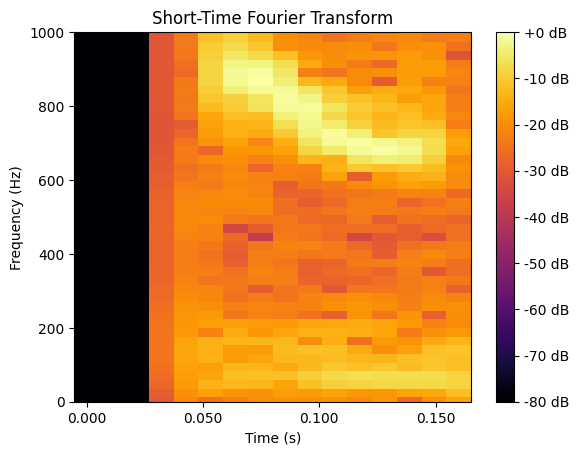 Short-Time Fourier Transform
Frequency (Hz)
1000
800
600
400
200
0
0.000
0.050
0.100
0.150
Time (s)
+0 dB
-10 dB
-20 dB
-30 dB
-40 dB
-50 dB
-60 dB
-70 dB
-80 dB